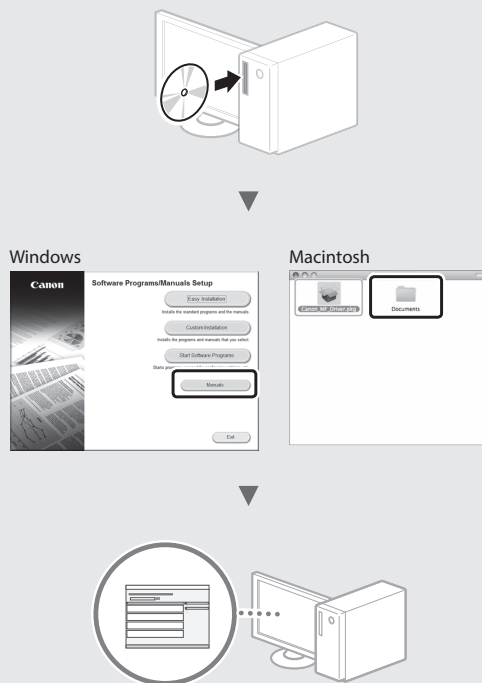 Windows
Canon
Software Programs/Manuals Setup
Easy Installation
Installs the standard programs and the manuals.
Custom Installation
Installs the programs and manuals that you select.
Start Software Programs
Starts
Manuals
Exit
Macintosh
Canon_MF_Driver.pkg
Documents